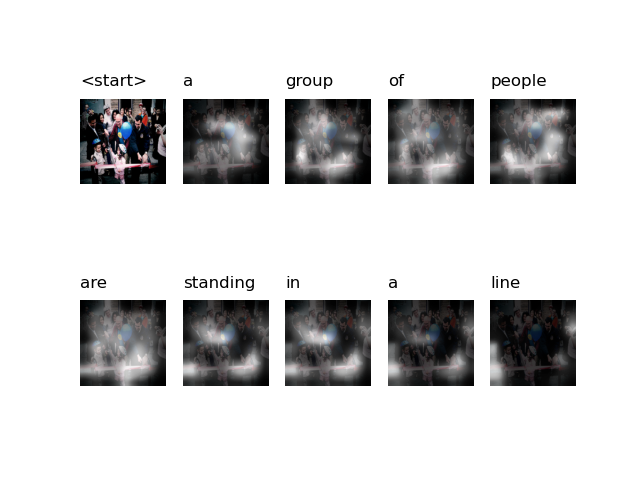 <start> a group of people
are standing in a line